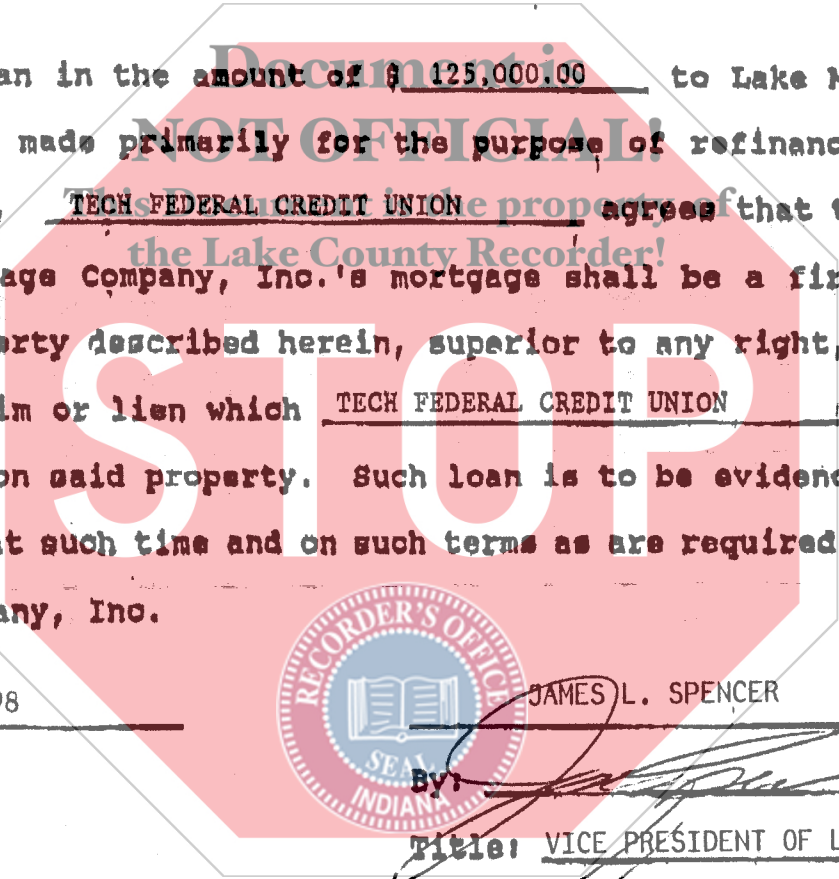 an in the amount of $ 125,000.00 to Lake M
made primarily for the purpose of refinanc
TECH FEDERAL CREDIT UNION agrees that
age Company, Inc.'s mortgage shall be a fir
erty described herein, superior to any right,
im or lien which TECH FEDERAL CREDIT UNION
on said property. Such loan is to be evidenc
t such time and on such terms as are required
any, Inc.
98
JAMES L. SPENCER
By:
Title: VICE PRESIDENT OF L
Document is
NOT OFFICIAL!
This Document is the property of
the Lake County Recorder!
STOP
RECORDER'S OFFICE
SEAL
INDIANA